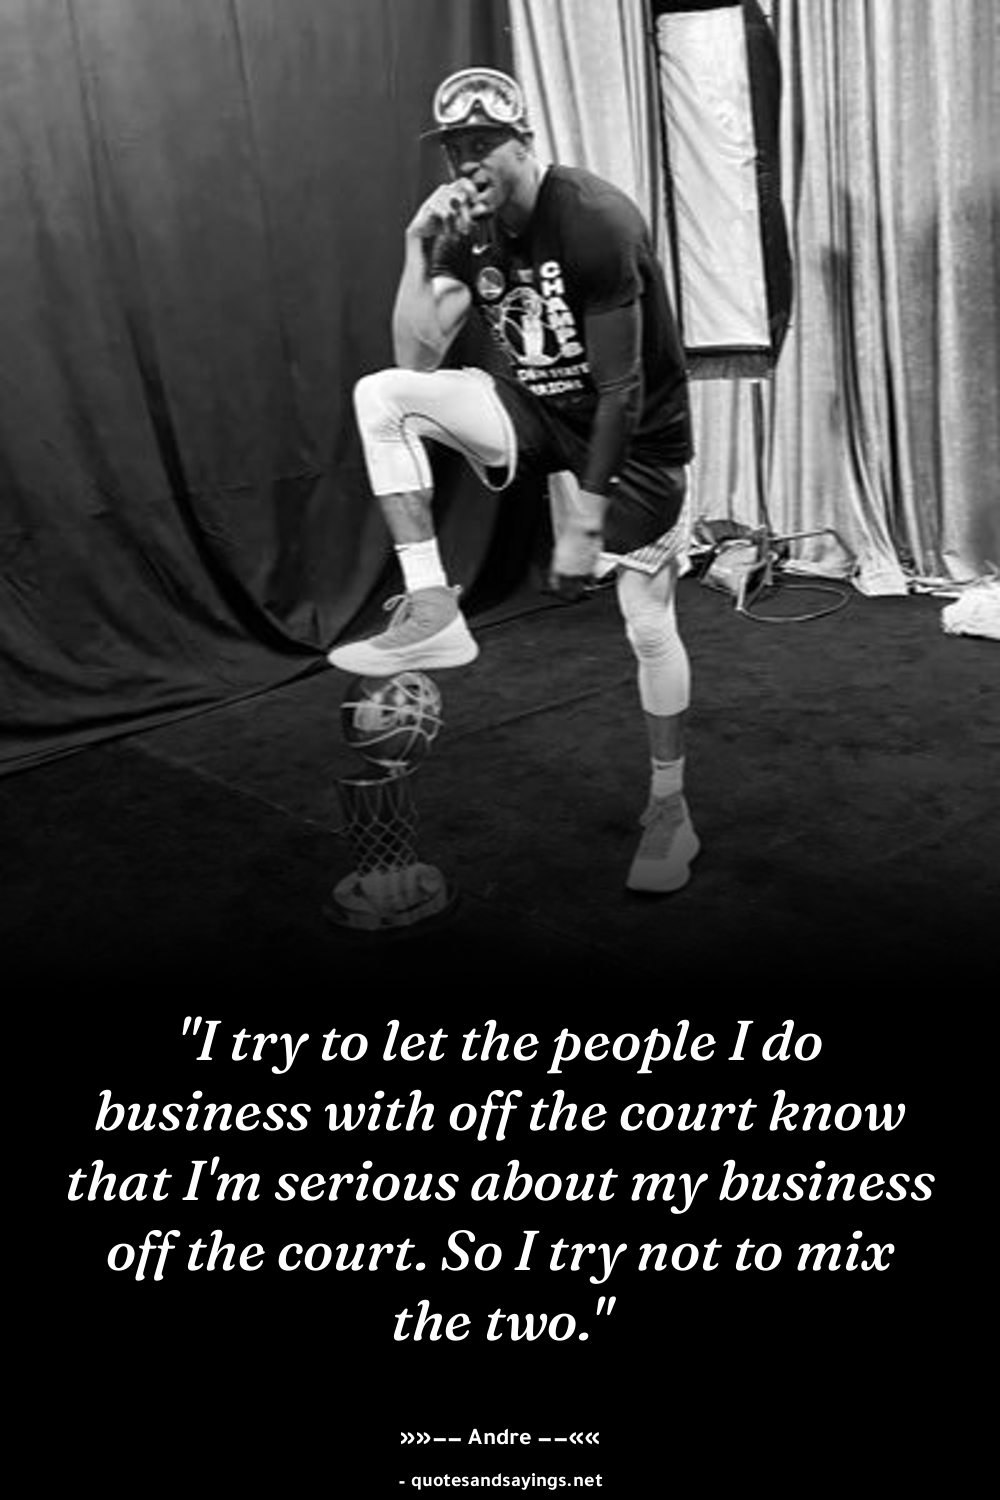 CHAMPS
"I try to let the people I do
business with off the court know
that I'm serious about my business
off the court. So I try not to mix
the two."
»»–– Andre ––««
- quotesandsayings.net